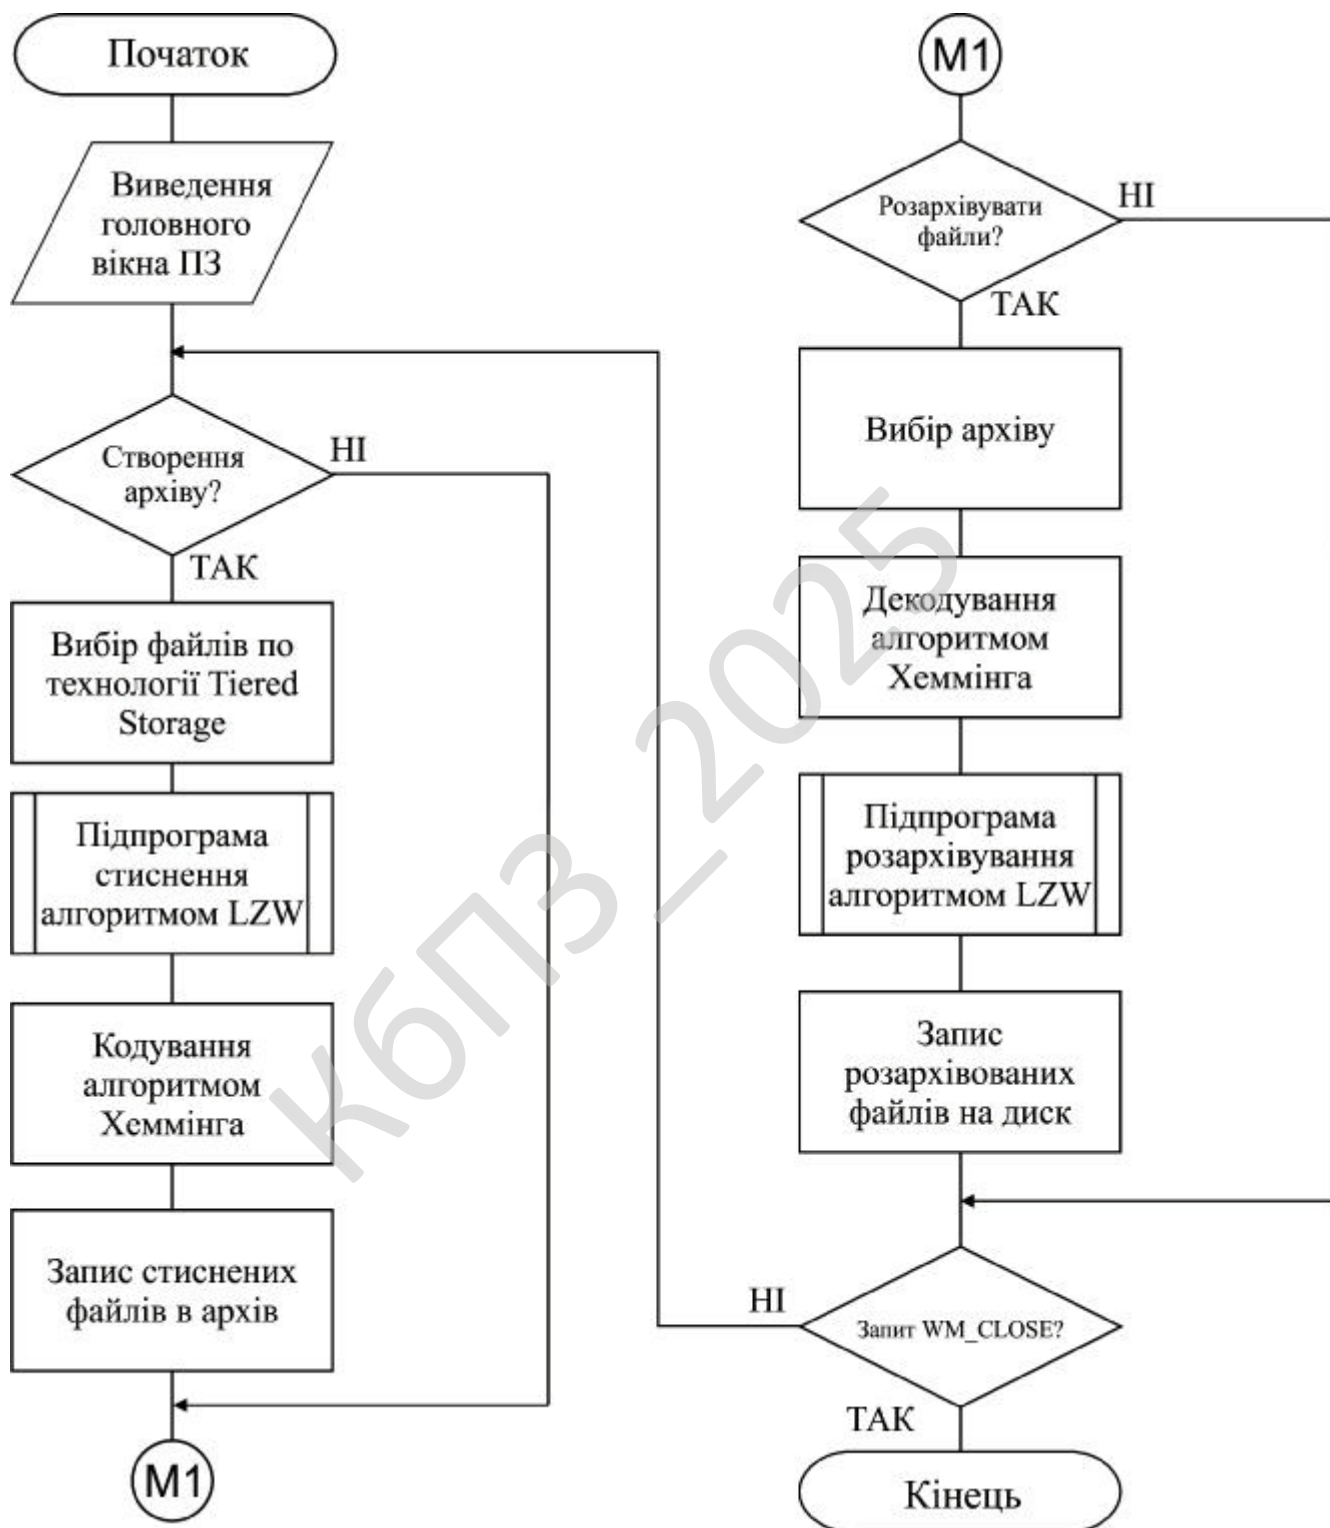 Початок
Виведення
головного
вікна ПЗ
Створення
архіву?
НІ
ТАК
Вибір файлів по
технології Tiered
Storage
Підпрограма
стиснення
алгоритмом LZW
Кодування
алгоритмом
Хеммінга
Запис стиснених
файлів в архів
М1
М1
Розархівувати
файли?
НІ
ТАК
Вибір архіву
Декодування
алгоритмом
Хеммінга
Підпрограма
розархівування
алгоритмом LZW
Запис
розархівованих
файлів на диск
НІ
Запит WM_CLOSE?
ТАК
Кінець
КбПЗ_2025